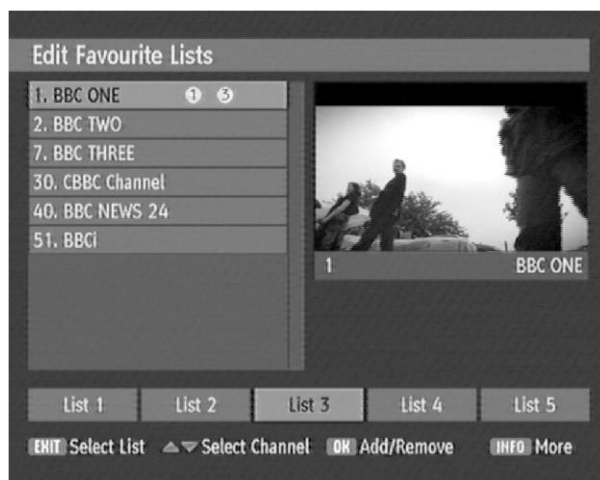 Edit Favourite Lists
1. BBC ONE ① ③
2. BBC TWO
7. BBC THREE
30. CBBC Channel
40. BBC NEWS 24
51. BBCi
1 BBC ONE
List 1 List 2 List 3 List 4 List 5
EXIT Select List ▲▼ Select Channel OK Add/Remove INFO More